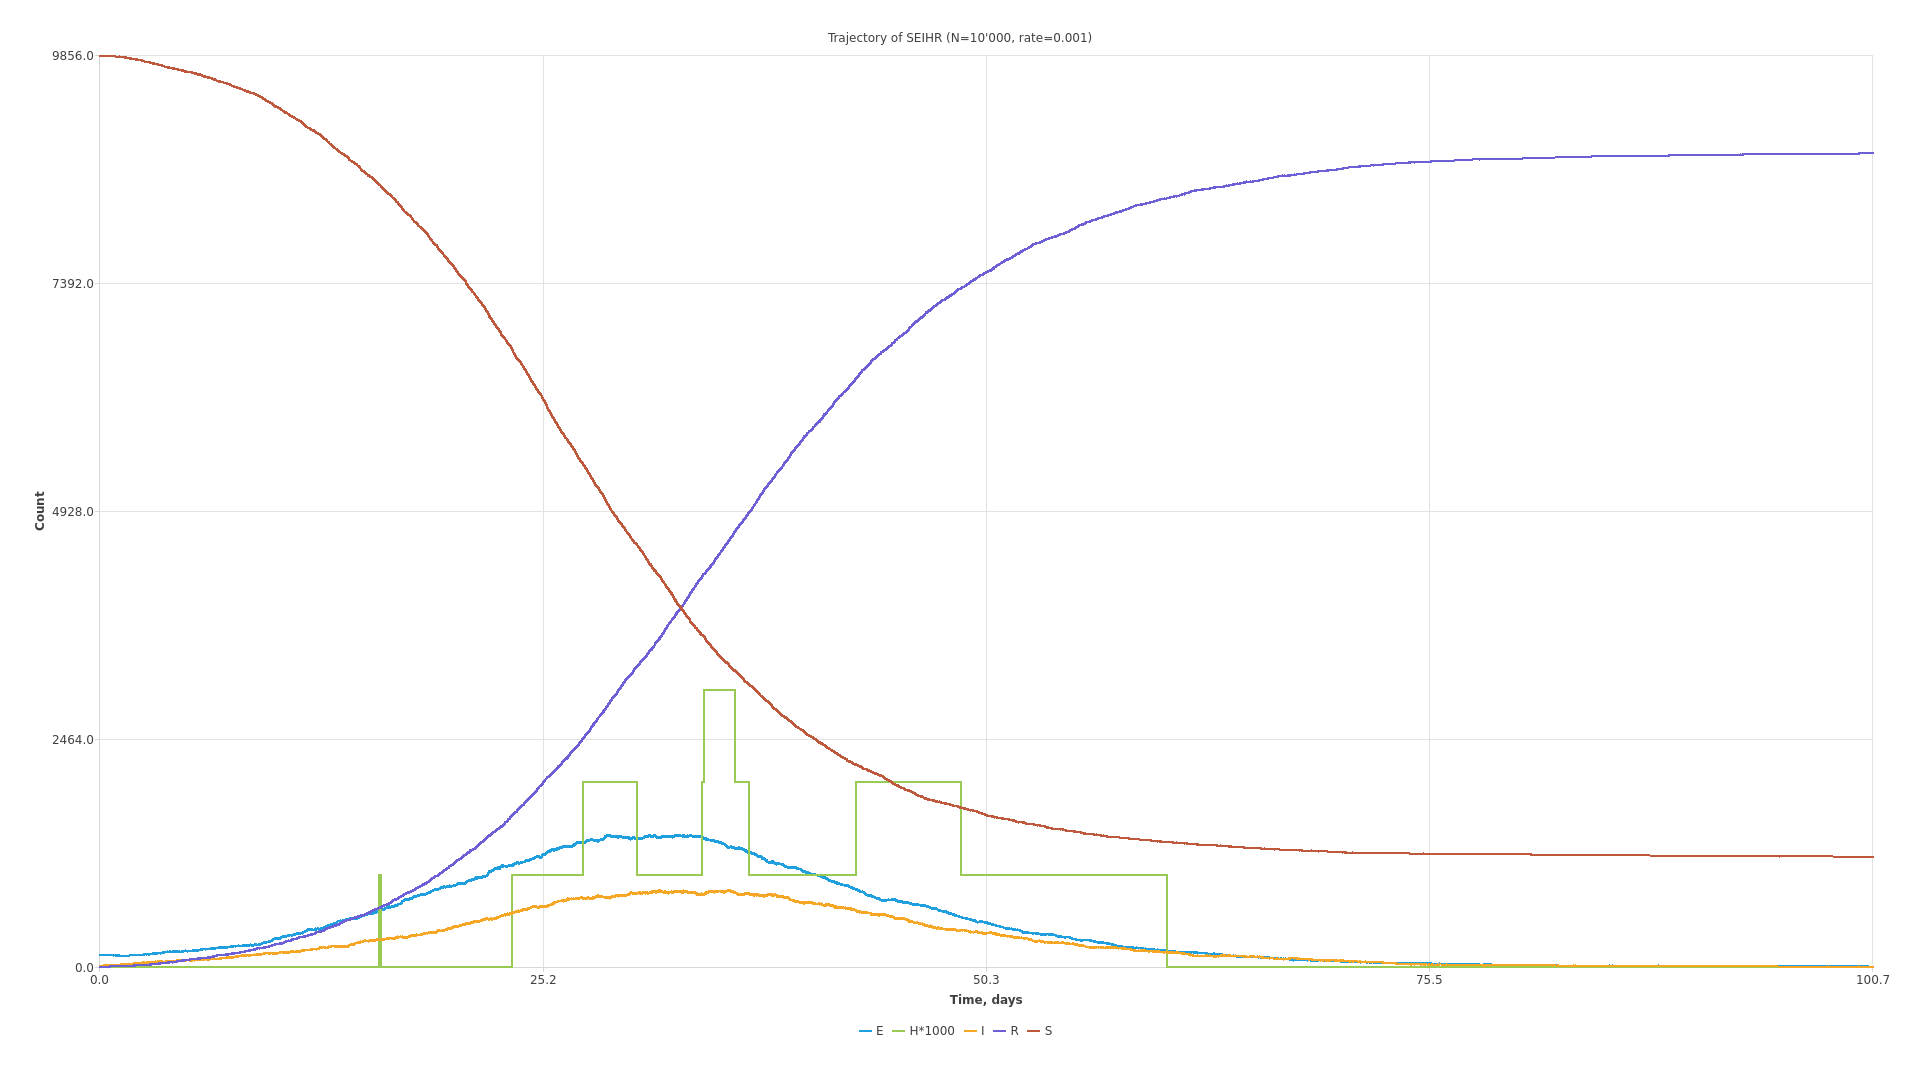 Trajectory of SEIHR (N=10'000, rate=0.001)
9856.0
7392.0
4928.0
2464.0
0.0
Count
0.0 25.2 50.3 75.5 100.7
Time, days
E H*1000 I R S